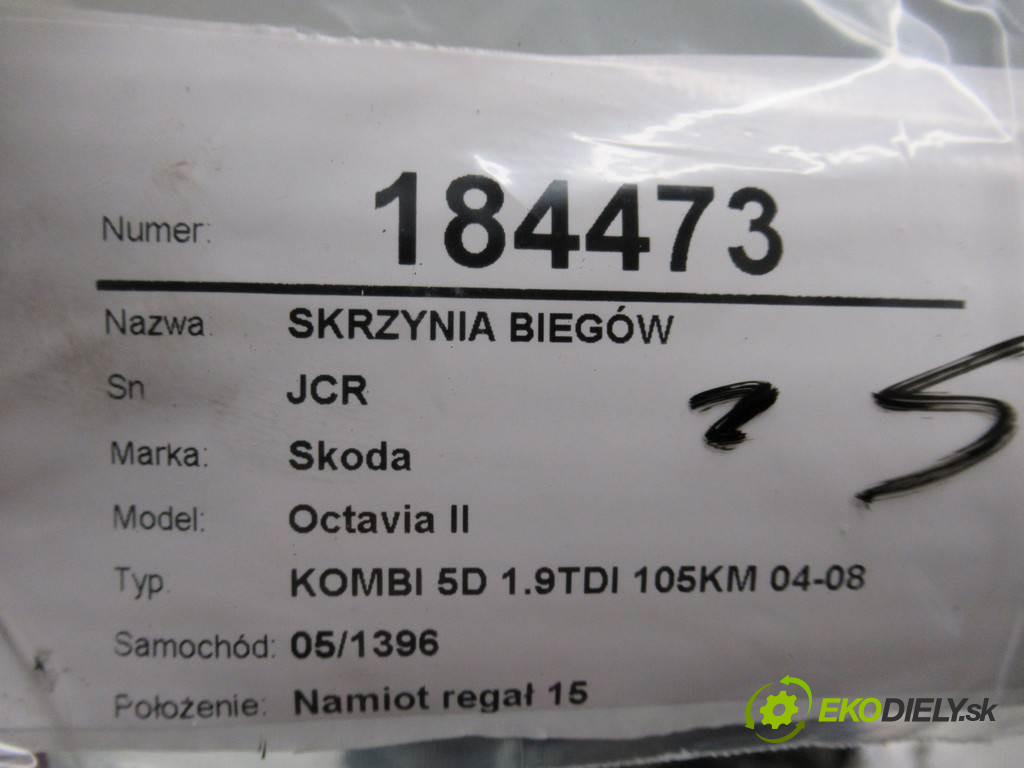 Numer: 184473
Nazwa: SKRZYNIA BIEGÓW
Sn JCR
Marka: Skoda
Model: Octavia II
Typ. KOMBI 5D 1.9TDI 105KM 04-08
Samochód: 05/1396
Położenie: Namiot regał 15
EKODIELY.sk